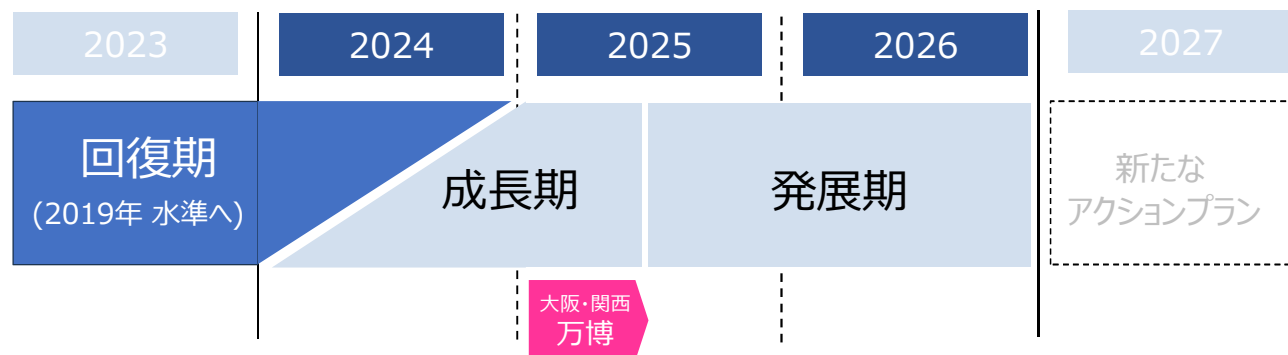 2023
2024
2025
2026
2027
回復期
(2019年 水準へ)
成長期
発展期
新たな
アクションプラン
大阪・関西
万博